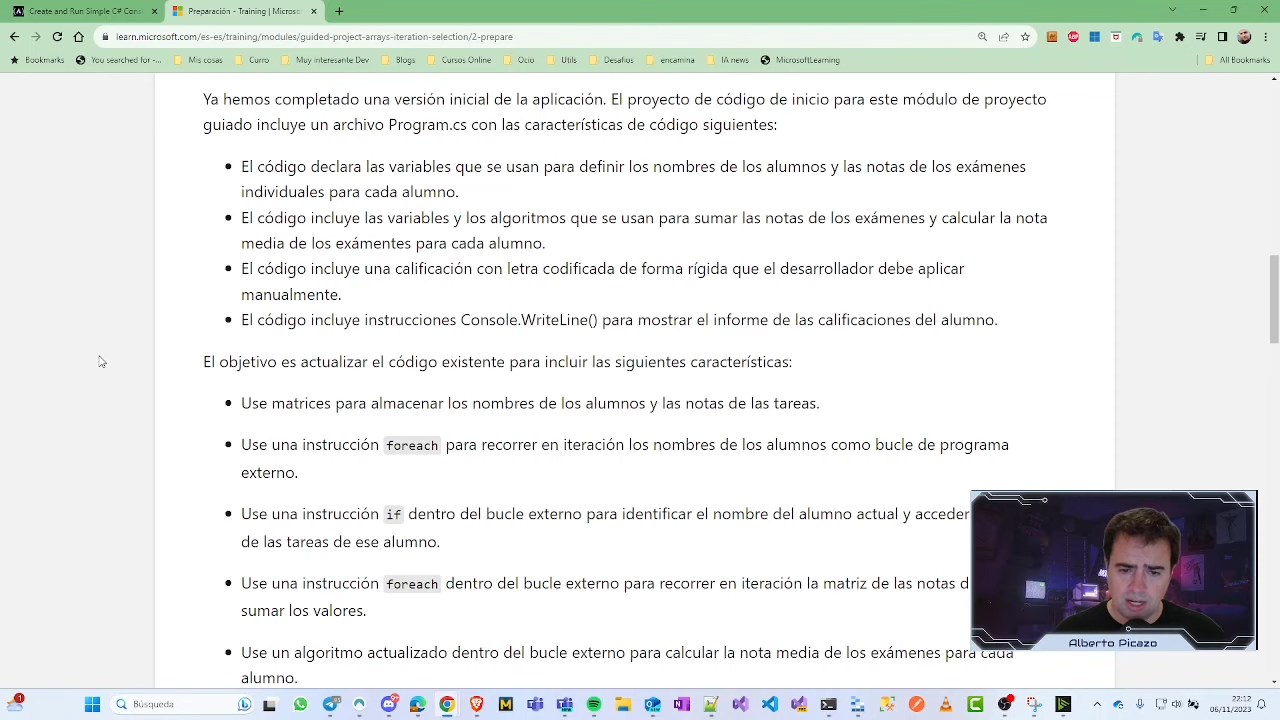 Create and Run Simple C# Cons
Preparación - Training | Microso
learn.microsoft.com/es-es/training/modules/guided-project-arrays-iteration-selection/2-prepare
Bookmarks
You searched for -...
Mis cosas
Curro
Muy interesante Dev
Blogs
Cursos Online
Ocio
Utils
Desafios
encamina
IA news
MicrosoftLearning
All Bookmarks
Ya hemos completado una versión inicial de la aplicación. El proyecto de código de inicio para este módulo de proyecto
guiado incluye un archivo Program.cs con las características de código siguientes:
El código declara las variables que se usan para definir los nombres de los alumnos y las notas de los exámenes
individuales para cada alumno.
El código incluye las variables y los algoritmos que se usan para sumar las notas de los exámenes y calcular la nota
media de los exámentes para cada alumno.
El código incluye una calificación con letra codificada de forma rígida que el desarrollador debe aplicar
manualmente.
El código incluye instrucciones Console.WriteLine() para mostrar el informe de las calificaciones del alumno.
El objetivo es actualizar el código existente para incluir las siguientes características:
Use matrices para almacenar los nombres de los alumnos y las notas de las tareas.
Use una instrucción foreach para recorrer en iteración los nombres de los alumnos como bucle de programa
externo.
Use una instrucción if dentro del bucle externo para identificar el nombre del alumno actual y acceder
de las tareas de ese alumno.
Use una instrucción foreach dentro del bucle externo para recorrer en iteración la matriz de las notas d
sumar los valores.
Use un algoritmo actualizado dentro del bucle externo para calcular la nota media de los exámenes para cada
alumno.
Alberto Picazo
Búsqueda
22:12
06/11/2023